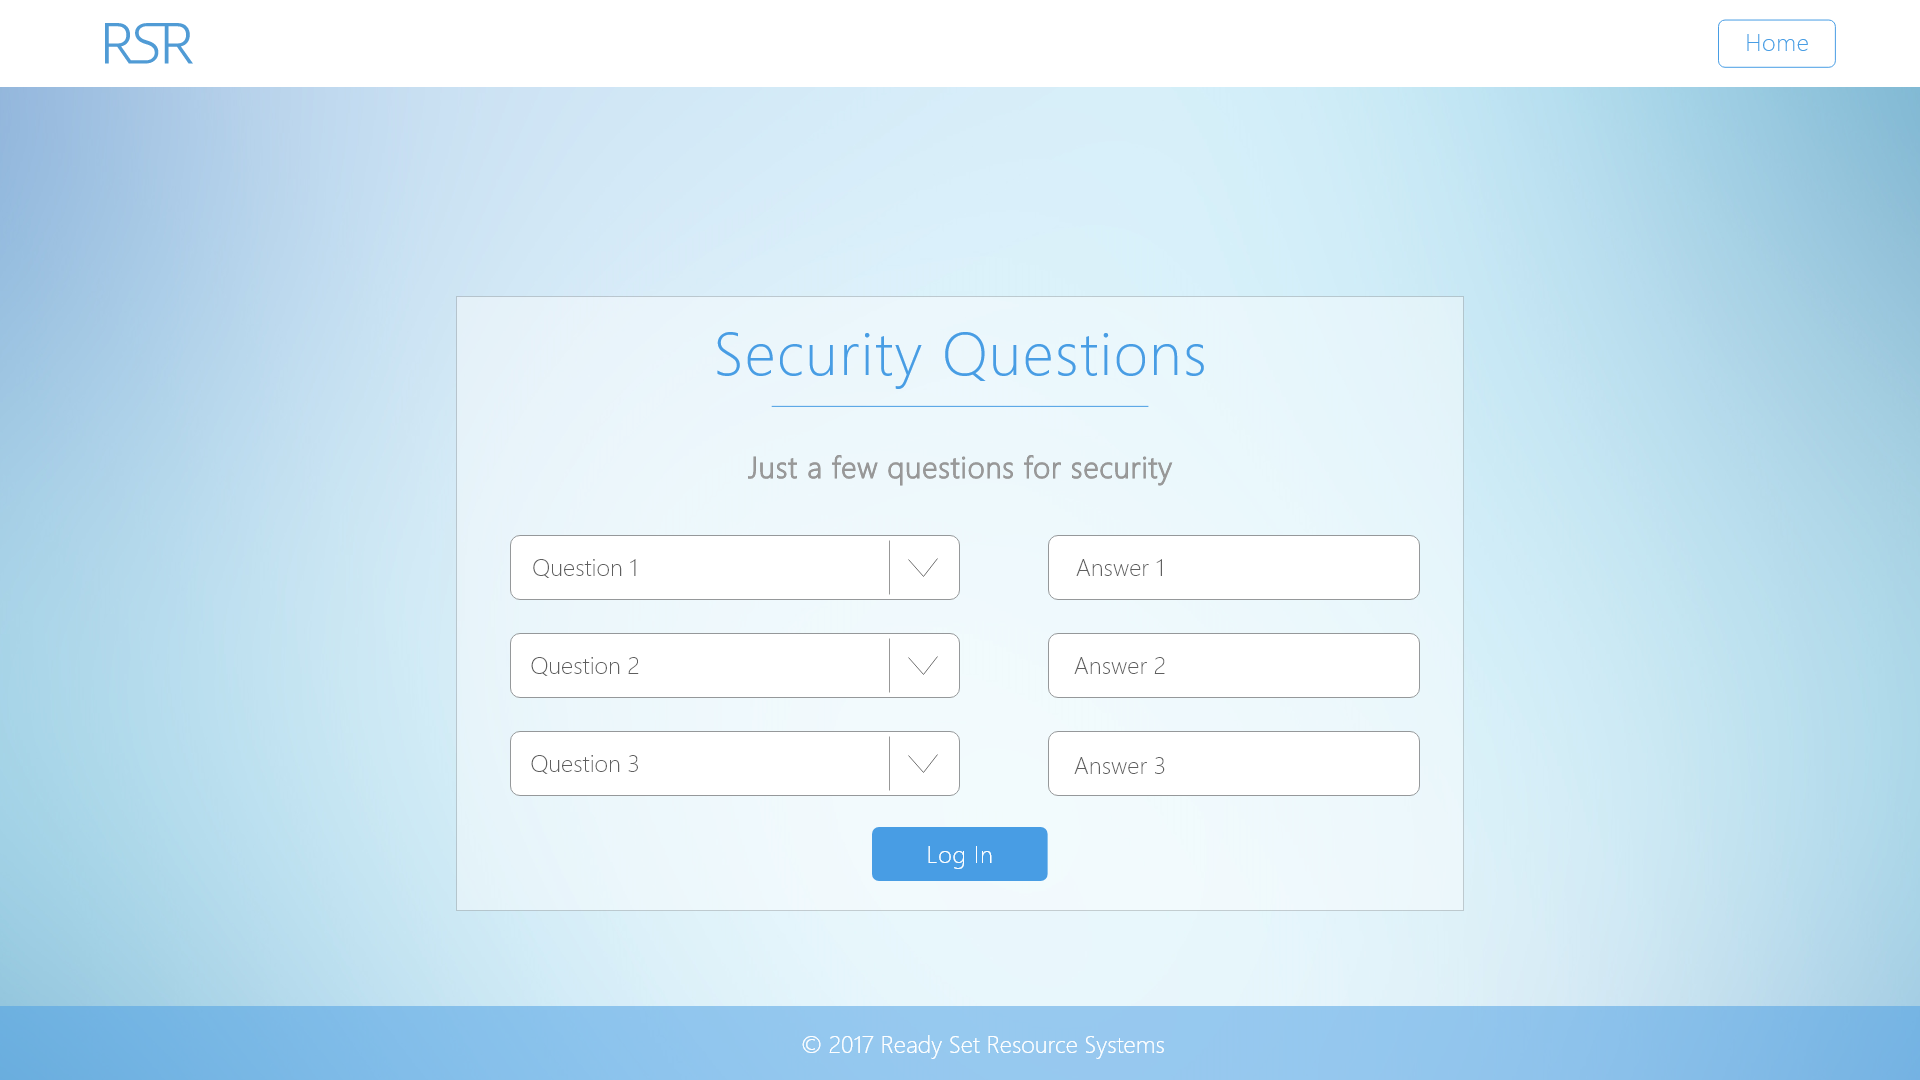 RSR
Home
Security Questions
Just a few questions for security
Question 1
Answer 1
Question 2
Answer 2
Question 3
Answer 3
Log In
© 2017 Ready Set Resource Systems